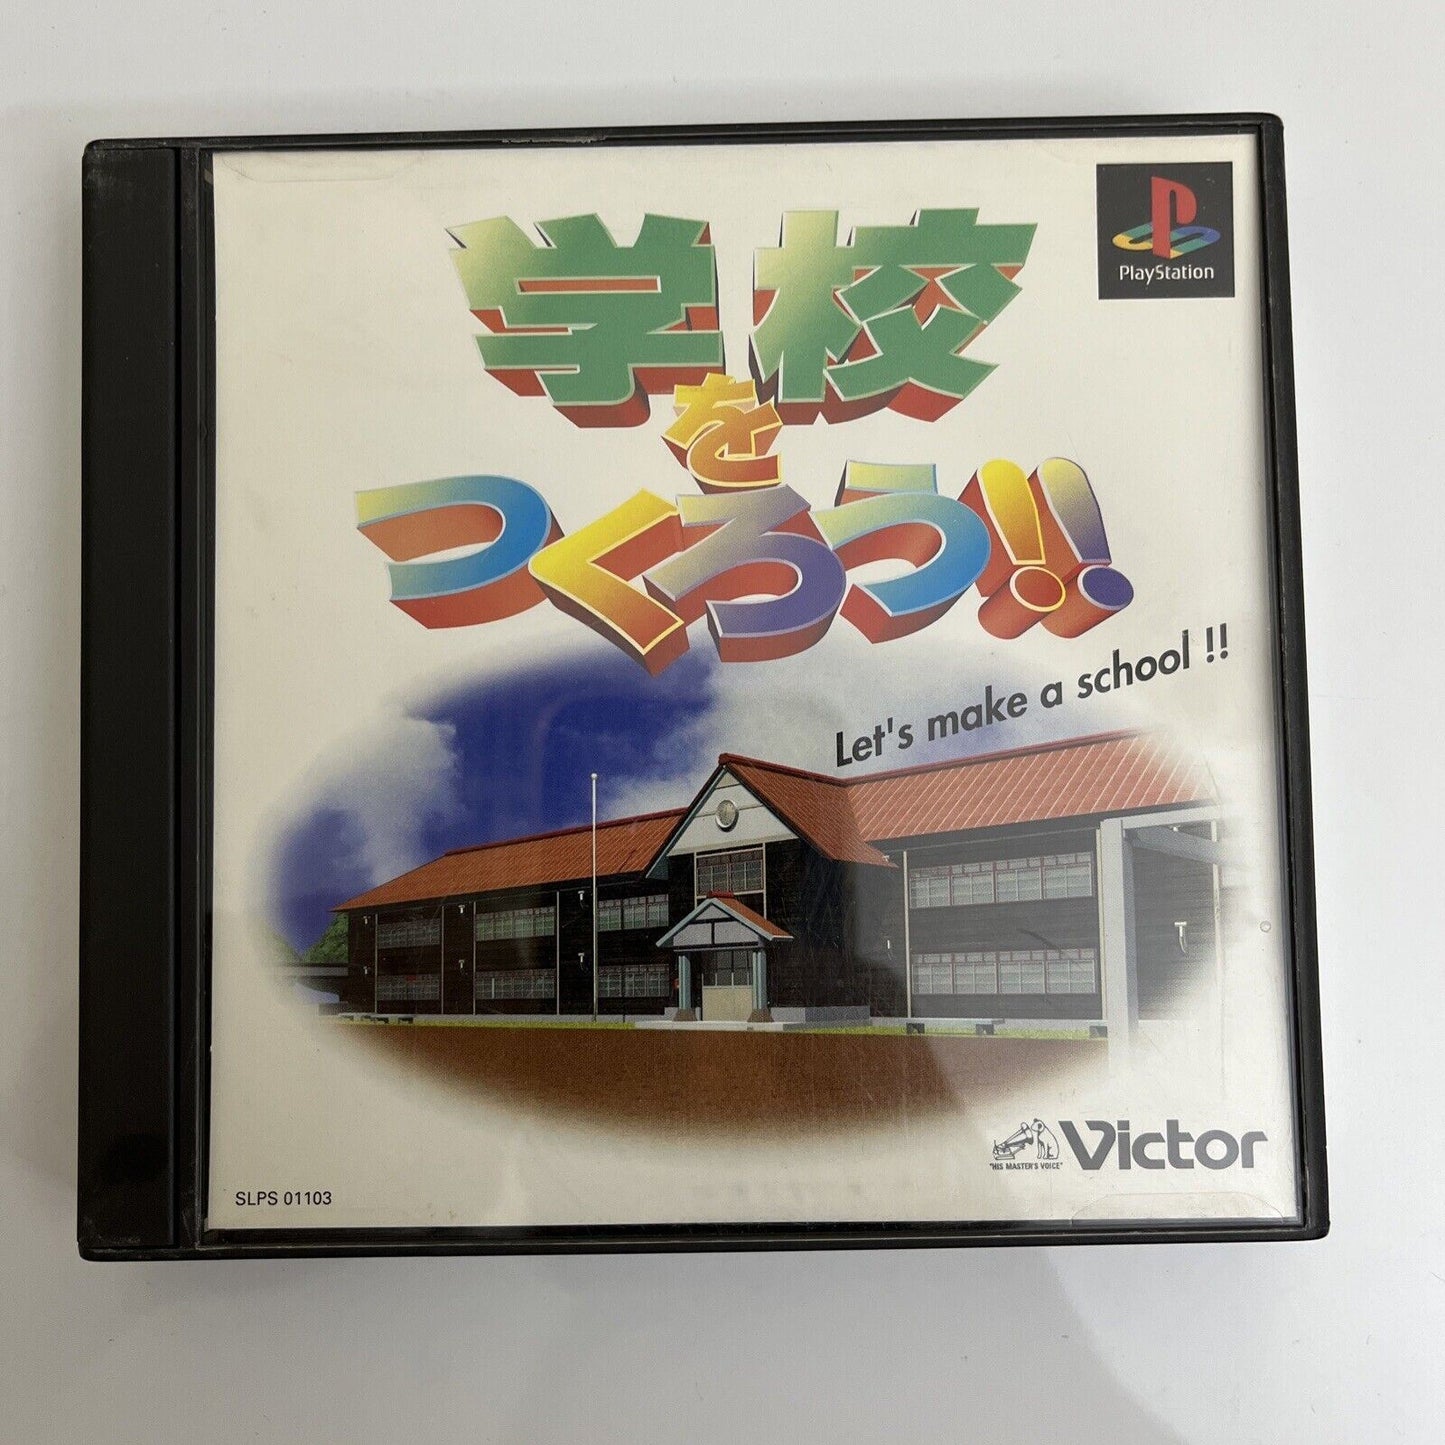 PlayStation
学校
を
つくろう!!
Let's make a school !!
"HIS MASTER'S VOICE"
Victor
SLPS 01103